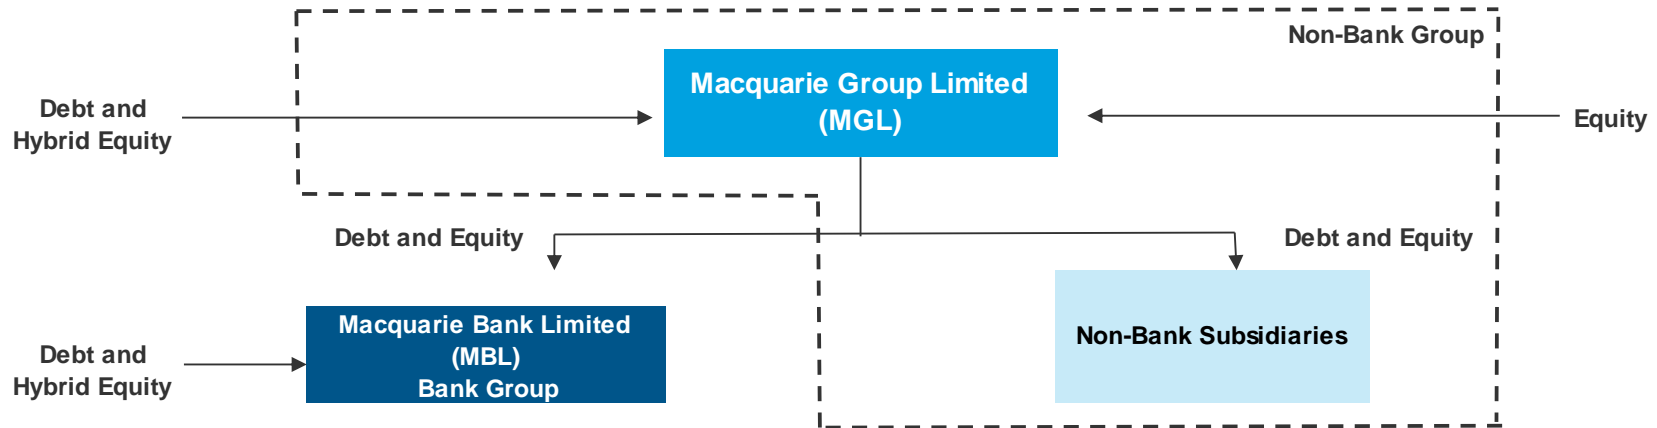 Non-Bank Group
Macquarie Group Limited
(MGL)
Debt and
Hybrid Equity
Equity
Debt and Equity
Debt and Equity
Macquarie Bank Limited
(MBL)
Bank Group
Non-Bank Subsidiaries
Debt and
Hybrid Equity